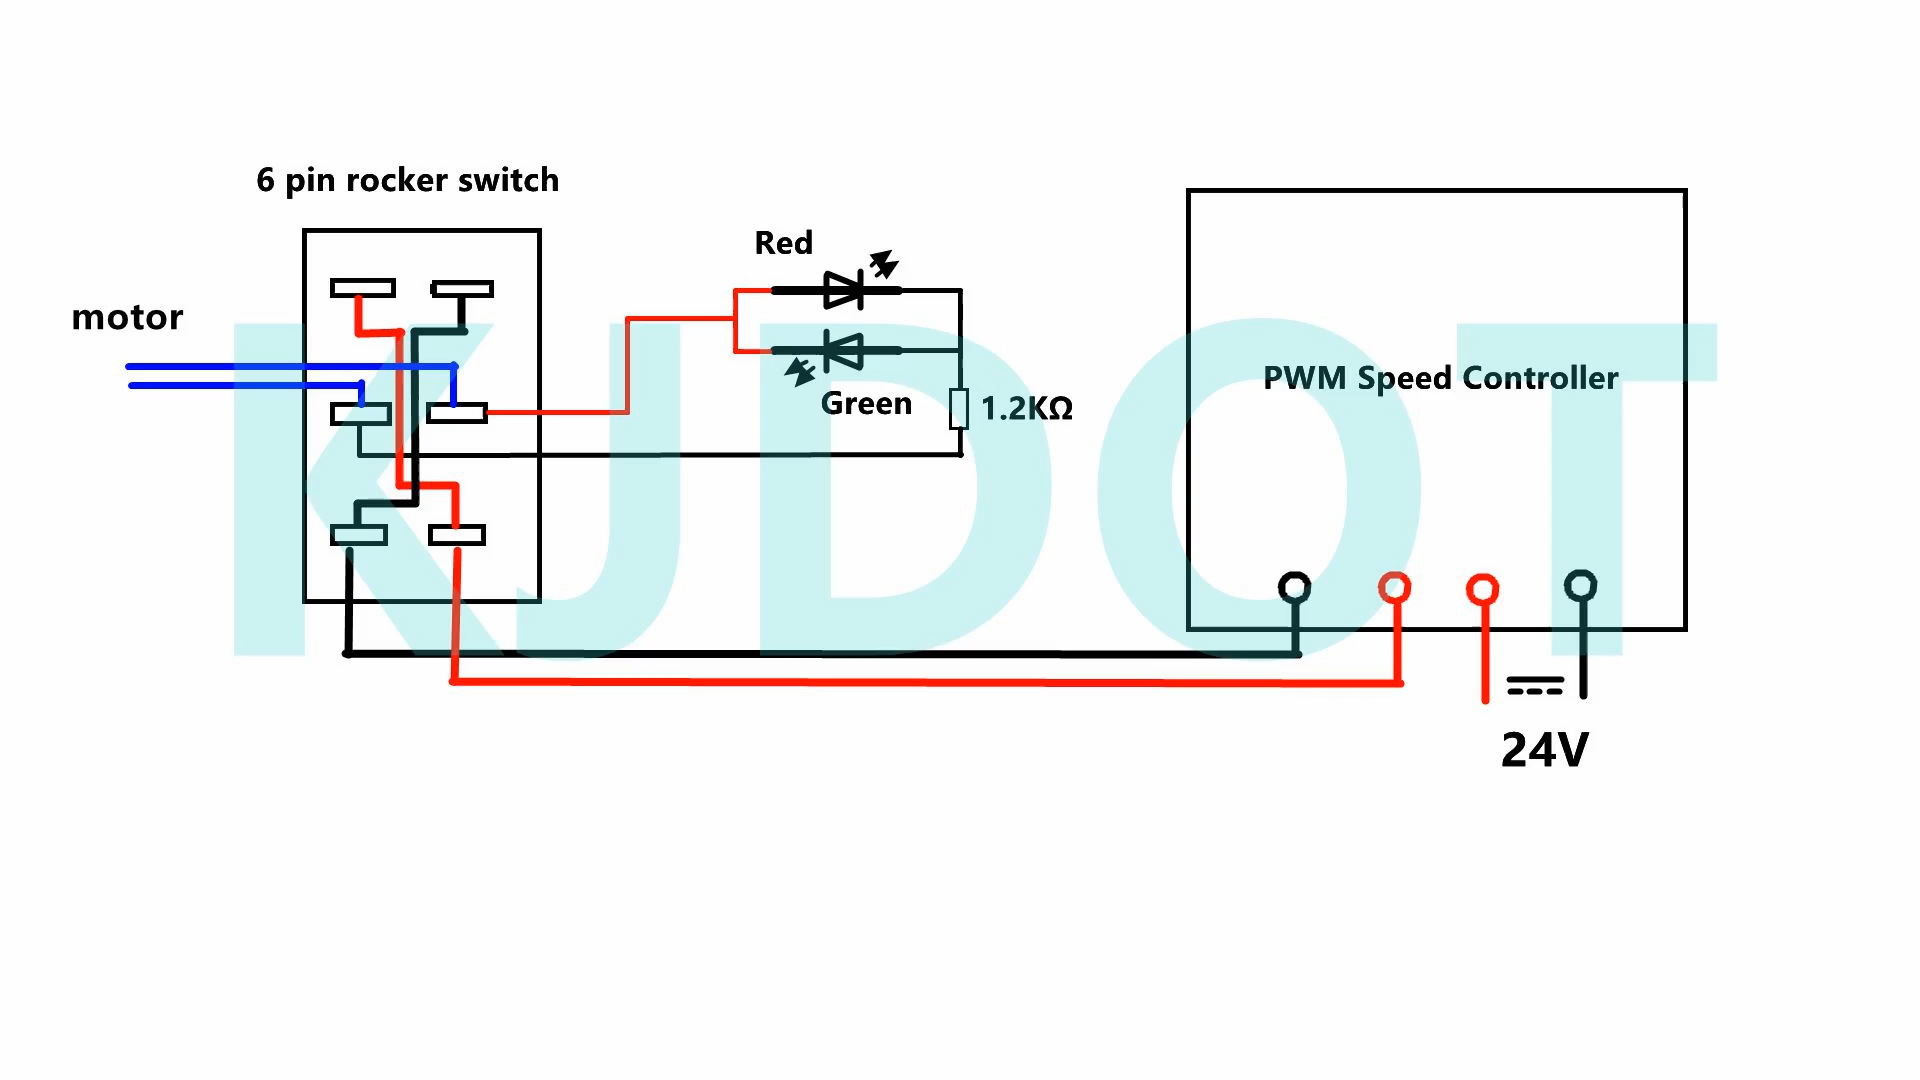 6 pin rocker switch
Red
motor
PWM Speed Controller
Green
1.2KΩ
KJDOT
24V